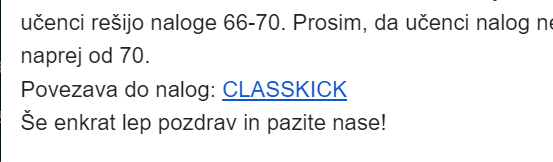 učenci rešijo naloge 66-70. Prosim, da učenci nalog
naprej od 70.
Povezava do nalog: CLASSKICK
Še enkrat lep pozdrav in pazite nase!